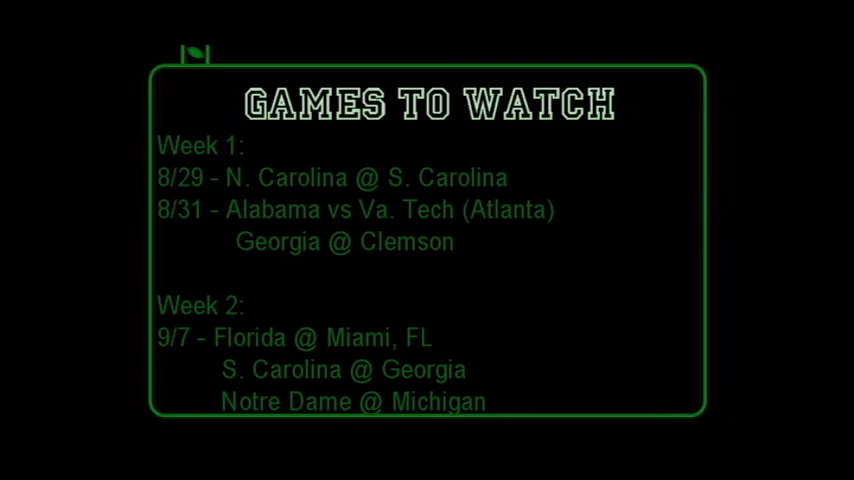 GAMES TO WATCH
Week 1:
8/29 - N. Carolina @ S. Carolina
8/31 - Alabama vs Va. Tech (Atlanta)
Georgia @ Clemson
Week 2:
9/7 - Florida @ Miami, FL
S. Carolina @ Georgia
Notre Dame @ Michigan